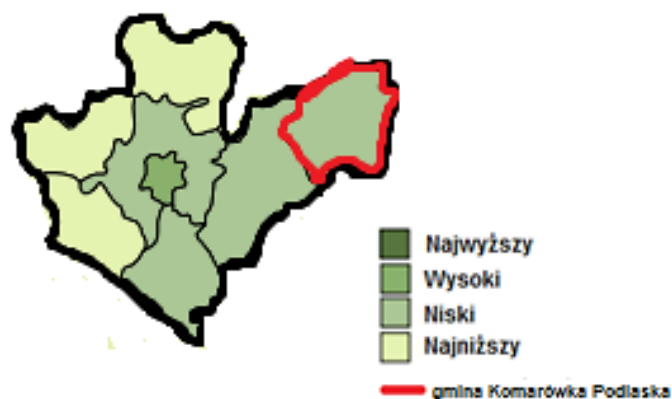 Najwyższy
Wysoki
Niski
Najniższy
gmina Komarówka Podlaska